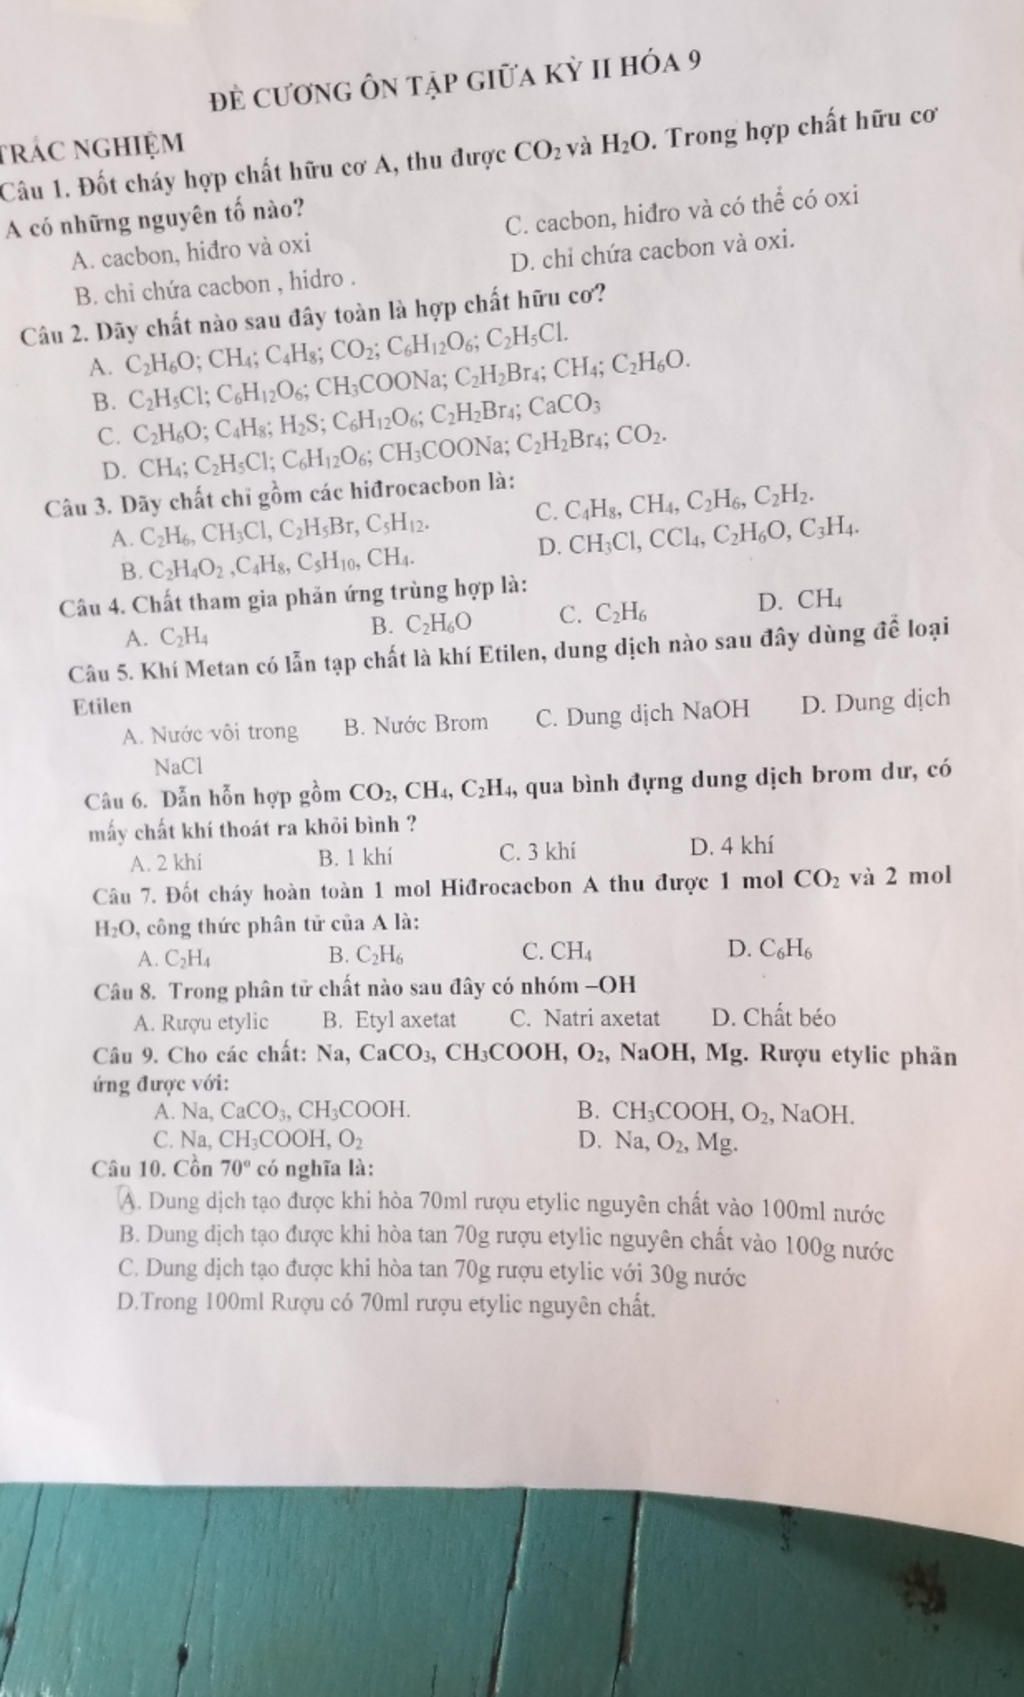 ĐỀ CƯƠNG ÔN TẬP GIỮA KỲ II HÓA 9
TRẮC NGHIỆM
Câu 1. Đốt cháy hợp chất hữu cơ A, thu được CO₂ và H₂O. Trong hợp chất hữu cơ
A có những nguyên tố nào?
A. cacbon, hiđro và oxi
C. cacbon, hiđro và có thể có oxi
B. chỉ chứa cacbon , hidro .
D. chỉ chứa cacbon và oxi.
Câu 2. Dãy chất nào sau đây toàn là hợp chất hữu cơ?
A. C₂H₆O; CH₄; C₄H₈; CO₂; C₆H₁₂O₆; C₂H₅Cl.
B. C₂H₅Cl; C₆H₁₂O₆; CH₃COONa; C₂H₂Br₄; CH₄; C₂H₆O.
C. C₂H₆O; C₄H₈; H₂S; C₆H₁₂O₆; C₂H₂Br₄; CaCO₃
D. CH₄; C₂H₅Cl; C₆H₁₂O₆; CH₃COONa; C₂H₂Br₄; CO₂.
Câu 3. Dãy chất chỉ gồm các hiđrocacbon là:
A. C₂H₆, CH₃Cl, C₂H₅Br, C₅H₁₂.
C. C₄H₈, CH₄, C₂H₆, C₂H₂.
B. C₂H₄O₂ ,C₄H₈, C₅H₁₀, CH₄.
D. CH₃Cl, CCl₄, C₂H₆O, C₃H₄.
Câu 4. Chất tham gia phản ứng trùng hợp là:
A. C₂H₄ B. C₂H₆O C. C₂H₆ D. CH₄
Câu 5. Khí Metan có lẫn tạp chất là khí Etilen, dung dịch nào sau đây dùng để loại
Etilen
A. Nước vôi trong B. Nước Brom C. Dung dịch NaOH D. Dung dịch
NaCl
Câu 6. Dẫn hỗn hợp gồm CO₂, CH₄, C₂H₄, qua bình đựng dung dịch brom dư, có
mấy chất khí thoát ra khỏi bình ?
A. 2 khí B. 1 khí C. 3 khí D. 4 khí
Câu 7. Đốt cháy hoàn toàn 1 mol Hiđrocacbon A thu được 1 mol CO₂ và 2 mol
H₂O, công thức phân tử của A là:
A. C₂H₄ B. C₂H₆ C. CH₄ D. C₆H₆
Câu 8. Trong phân tử chất nào sau đây có nhóm –OH
A. Rượu etylic B. Etyl axetat C. Natri axetat D. Chất béo
Câu 9. Cho các chất: Na, CaCO₃, CH₃COOH, O₂, NaOH, Mg. Rượu etylic phản
ứng được với:
A. Na, CaCO₃, CH₃COOH. B. CH₃COOH, O₂, NaOH.
C. Na, CH₃COOH, O₂ D. Na, O₂, Mg.
Câu 10. Cồn 70° có nghĩa là:
A. Dung dịch tạo được khi hòa 70ml rượu etylic nguyên chất vào 100ml nước
B. Dung dịch tạo được khi hòa tan 70g rượu etylic nguyên chất vào 100g nước
C. Dung dịch tạo được khi hòa tan 70g rượu etylic với 30g nước
D.Trong 100ml Rượu có 70ml rượu etylic nguyên chất.